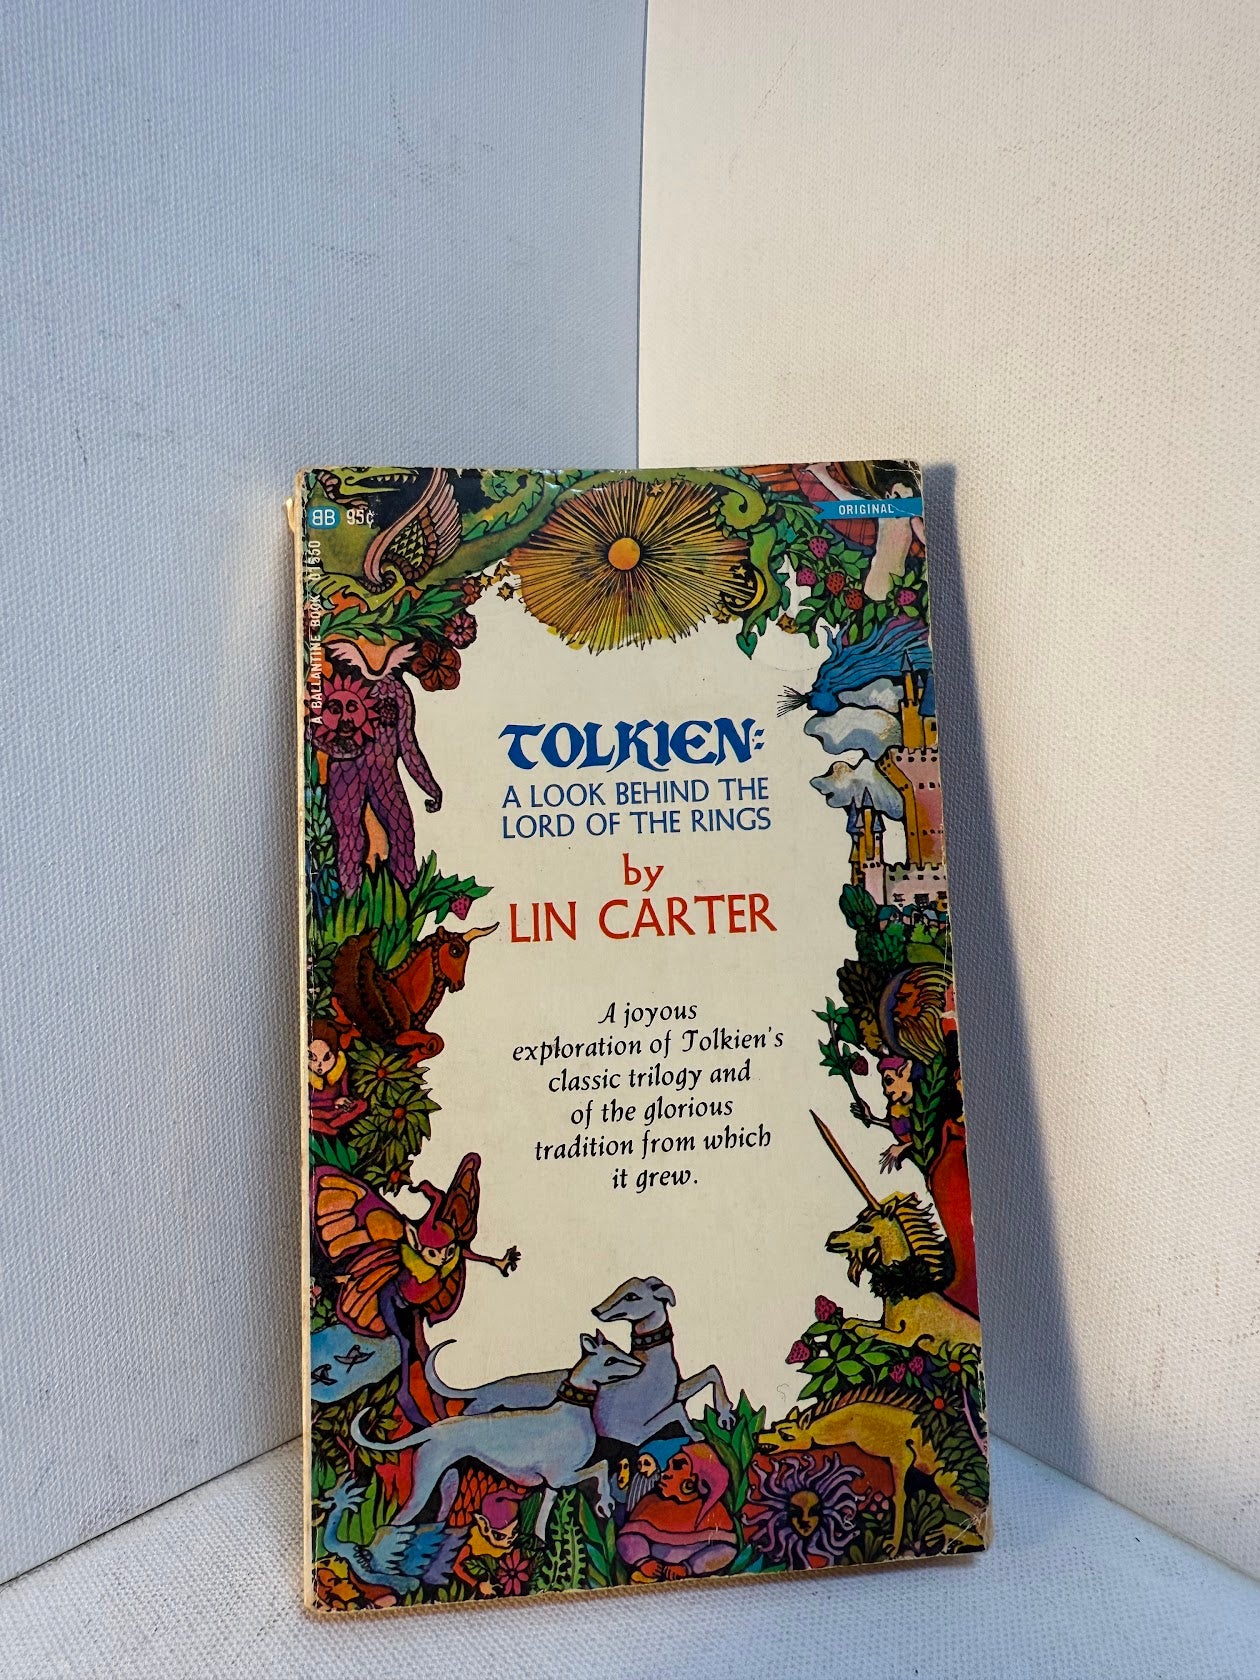 BB 95¢
ORIGINAL
A BALLANTINE BOOK 01550
TOLKIEN:
A LOOK BEHIND THE
LORD OF THE RINGS
by
LIN CARTER
A joyous
exploration of Tolkien's
classic trilogy and
of the glorious
tradition from which
it grew.